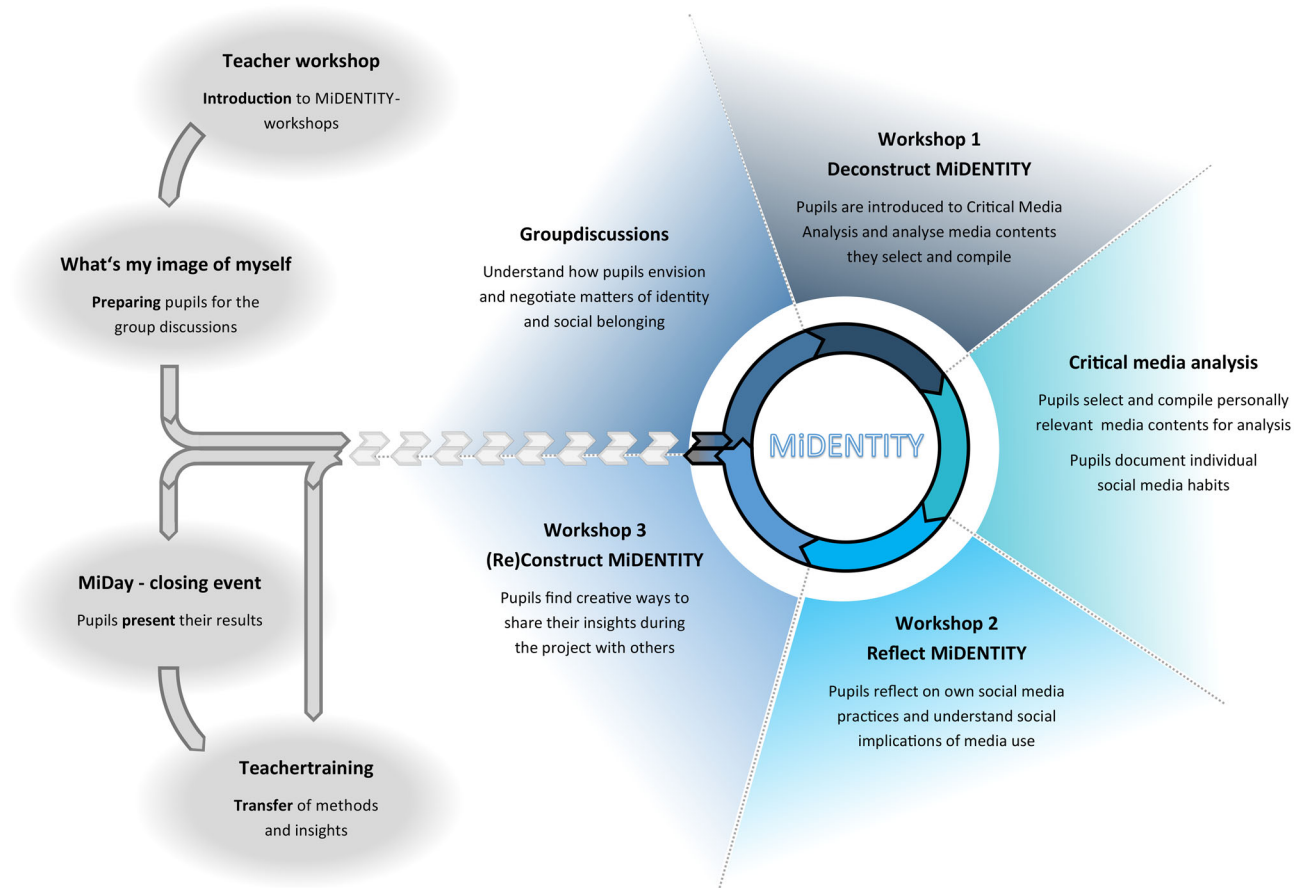 Teacher workshop
Introduction to MiDENTITY-
workshops
What‘s my image of myself
Preparing pupils for the
group discussions
MiDay - closing event
Pupils present their results
Teachertraining
Transfer of methods
and insights
Groupdiscussions
Understand how pupils envision
and negotiate matters of identity
and social belonging
Workshop 1
Deconstruct MiDENTITY
Pupils are introduced to Critical Media
Analysis and analyse media contents
they select and compile
Critical media analysis
Pupils select and compile personally
relevant media contents for analysis
Pupils document individual
social media habits
Workshop 2
Reflect MiDENTITY
Pupils reflect on own social media
practices and understand social
implications of media use
Workshop 3
(Re)Construct MiDENTITY
Pupils find creative ways to
share their insights during
the project with others
MiDENTITY